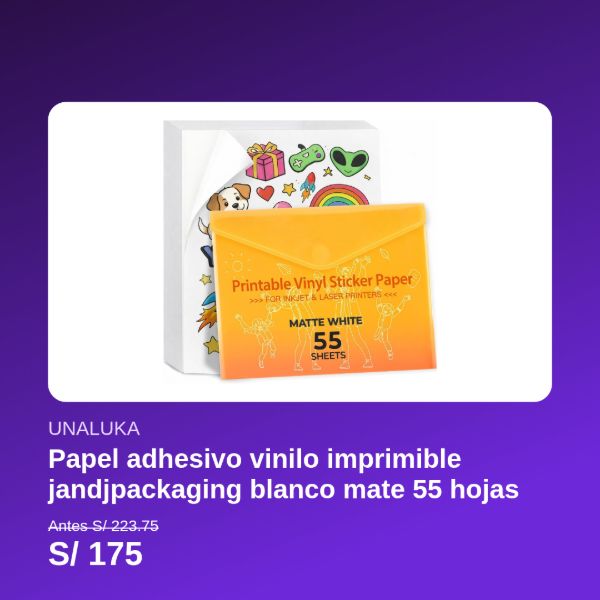 Printable Vinyl Sticker Paper
>>> FOR INKJET & LASER PRINTERS <<<
MATTE WHITE
55
SHEETS
UNALUKA
Papel adhesivo vinilo imprimible
jandjpackaging blanco mate 55 hojas
Antes S/ 223.75
S/ 175